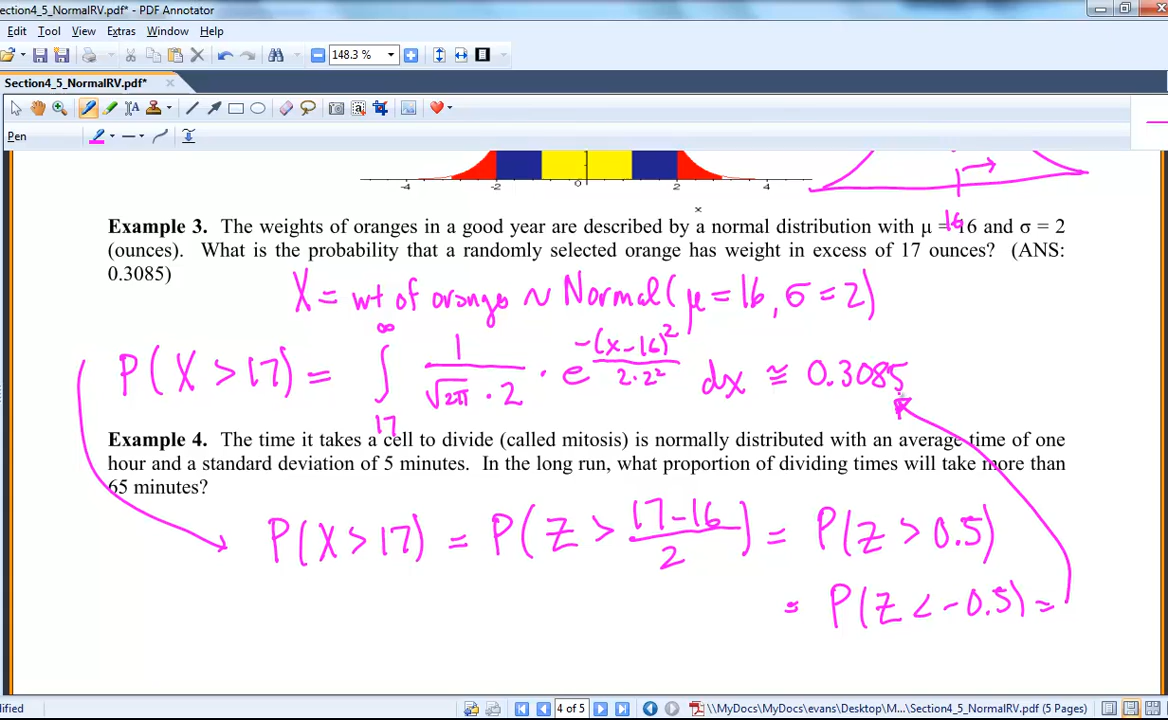 ection4_5_NormalRV.pdf* - PDF Annotator
Edit Tool View Extras Window Help
148.3 %
Section4_5_NormalRV.pdf*
Pen
-4 -2 0 2 4
x
16
Example 3. The weights of oranges in a good year are described by a normal distribution with μ = 16 and σ = 2
(ounces). What is the probability that a randomly selected orange has weight in excess of 17 ounces? (ANS:
0.3085)
X = wt of orange ~ Normal(μ = 16, σ = 2)
P(X > 17) = ∫₁₇^∞ 1/(√2π · 2) · e^(-(x-16)²/(2·2²)) dx ≅ 0.3085
Example 4. The time it takes a cell to divide (called mitosis) is normally distributed with an average time of one
hour and a standard deviation of 5 minutes. In the long run, what proportion of dividing times will take more than
65 minutes?
P(X > 17) = P(Z > (17-16)/2) = P(Z > 0.5)
= P(Z < -0.5) =
dified
4 of 5
\\MyDocs\evans\Desktop\M...\Section4_5_NormalRV.pdf (5 Pages)